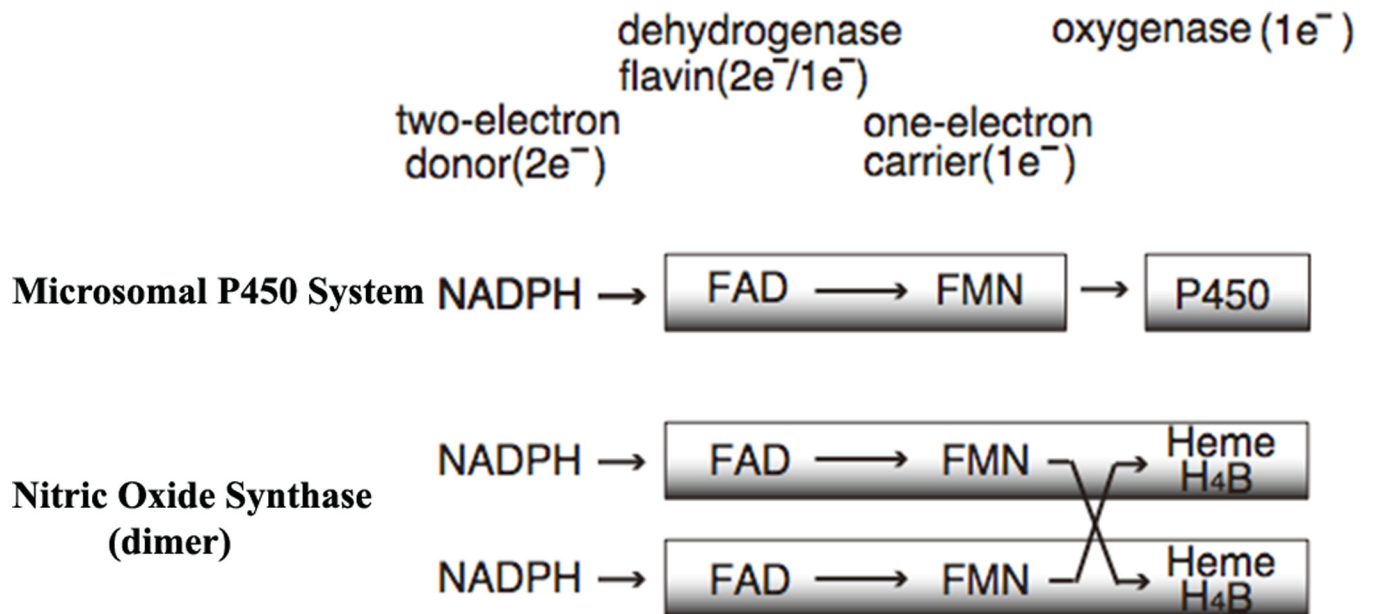 dehydrogenase
flavin(2e⁻/1e⁻)
oxygenase (1e⁻)
two-electron
donor(2e⁻)
one-electron
carrier(1e⁻)
Microsomal P450 System NADPH → FAD → FMN → P450
Nitric Oxide Synthase
(dimer)
NADPH → FAD → FMN
Heme
H4B
NADPH → FAD → FMN
Heme
H4B